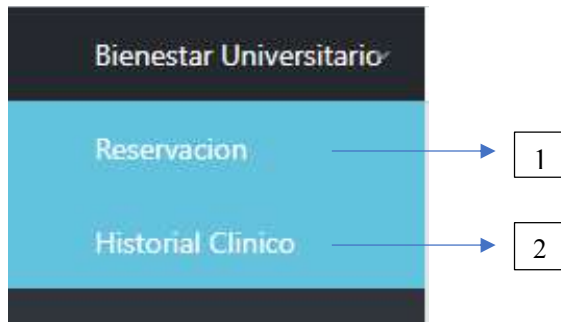 Bienestar Universitario
Reservacion
1
Historial Clinico
2